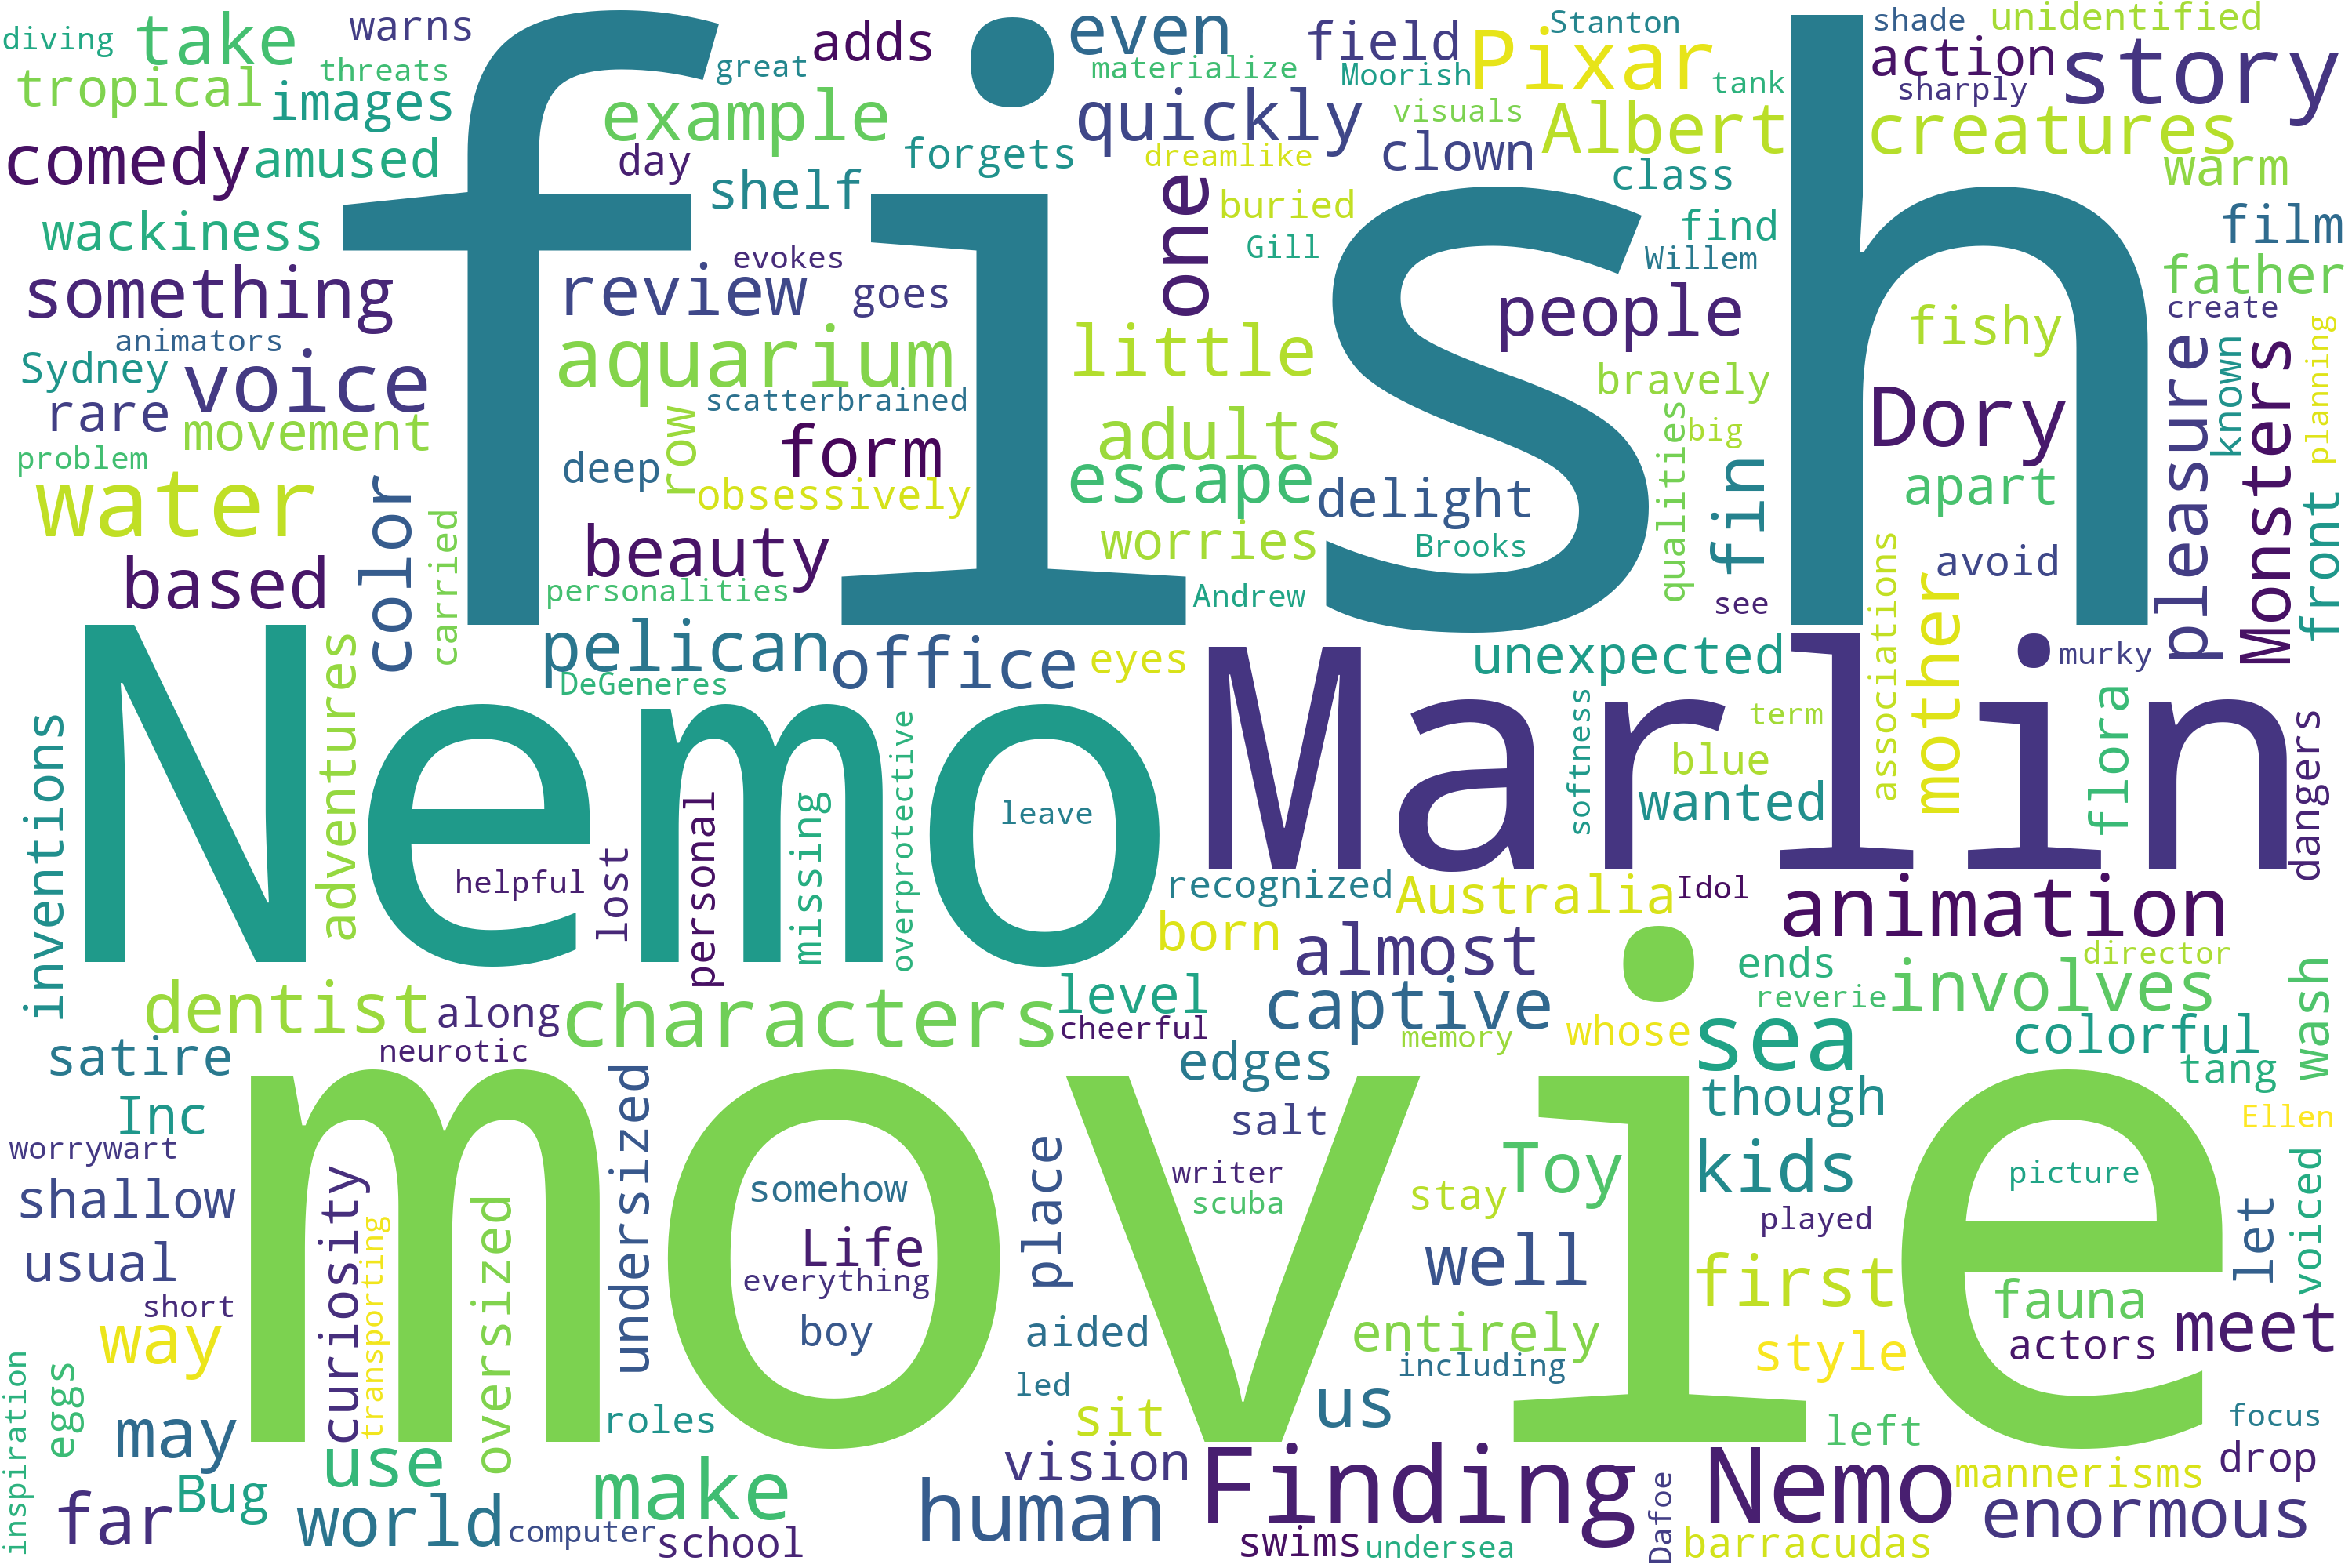 fish
movie
Nemo
Marlin
Finding Nemo
diving
take
warns
tropical
threats
images
comedy
amused
wackiness
something
animators
Sydney
voice
rare
movement
problem
water
based
color
carried
great
adds
example
day
shelf
forgets
evokes
review
goes
aquarium
scatterbrained
row
form
deep
obsessively
beauty
personalities
pelican
office
DeGeneres
eyes
even
materialize
quickly
one
dreamlike
buried
Gill
little
adults
escape
worries
Andrew
field
Moorish
visuals
clown
Stanton
Pixar
tank
Albert
class
find
Willem
people
bravely
qualities
big
delight
Brooks
fin
see
unexpected
shade
unidentified
action
sharply
story
creatures
warm
film
father
create
fishy
Dory
apart
avoid
associations
mother
pleasure
known
Monsters
planning
front
murky
softness
term
blue
wanted
flora
dangers
inventions
adventures
helpful
lost
personal
missing
overprotective
leave
recognized
Australia
Idol
born
almost
animation
captive
ends
director
reverie
involves
wash
dentist
along
neurotic
characters
level
cheerful
memory
whose
sea
colorful
tang
satire
Inc
worrywart
shallow
usual
short
way
curiosity
transporting
oversized
undersized
edges
salt
place
writer
scuba
stay
Toy
though
kids
Ellen
picture
played
voiced
let
somehow
Life
everything
boy
aided
well
entirely
including
first
style
fauna
actors
meet
inspiration
eggs
may
use
far
Bug
world
computer
roles
make
school
led
sit
us
vision
human
swims
undersea
Dafoe
left
focus
drop
mannerisms
barracudas
enormous